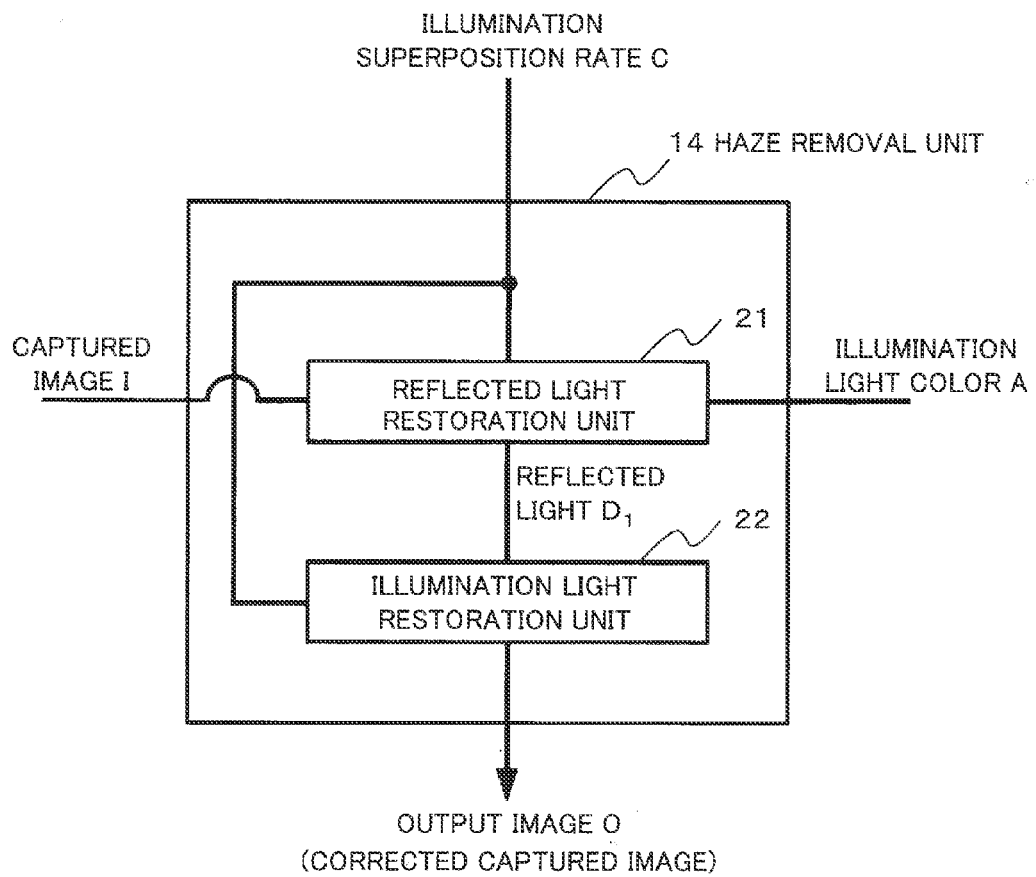 ILLUMINATION
SUPERPOSITION RATE C
14 HAZE REMOVAL UNIT
21
CAPTURED
IMAGE I
REFLECTED LIGHT
RESTORATION UNIT
ILLUMINATION
LIGHT COLOR A
REFLECTED
LIGHT D₁
22
ILLUMINATION LIGHT
RESTORATION UNIT
OUTPUT IMAGE O
(CORRECTED CAPTURED IMAGE)